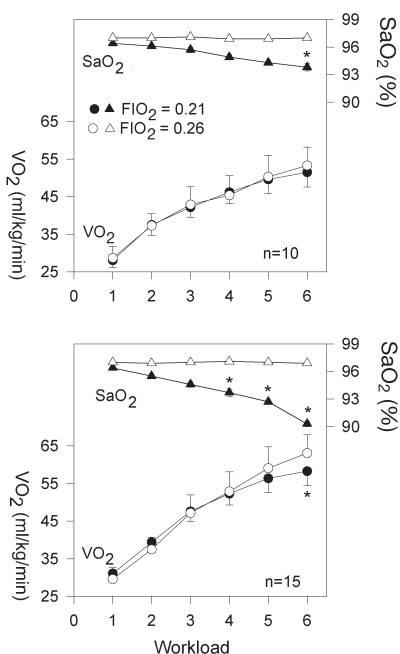 99
96
93
90
SaO2 (%)
SaO2
*
FIO2 = 0.21
FIO2 = 0.26
65
55
45
35
25
VO2 (ml/kg/min)
VO2
n=10
0 1 2 3 4 5 6
99
96
93
90
SaO2 (%)
SaO2
* * *
65
55
45
35
25
VO2 (ml/kg/min)
VO2
*
n=15
0 1 2 3 4 5 6
Workload